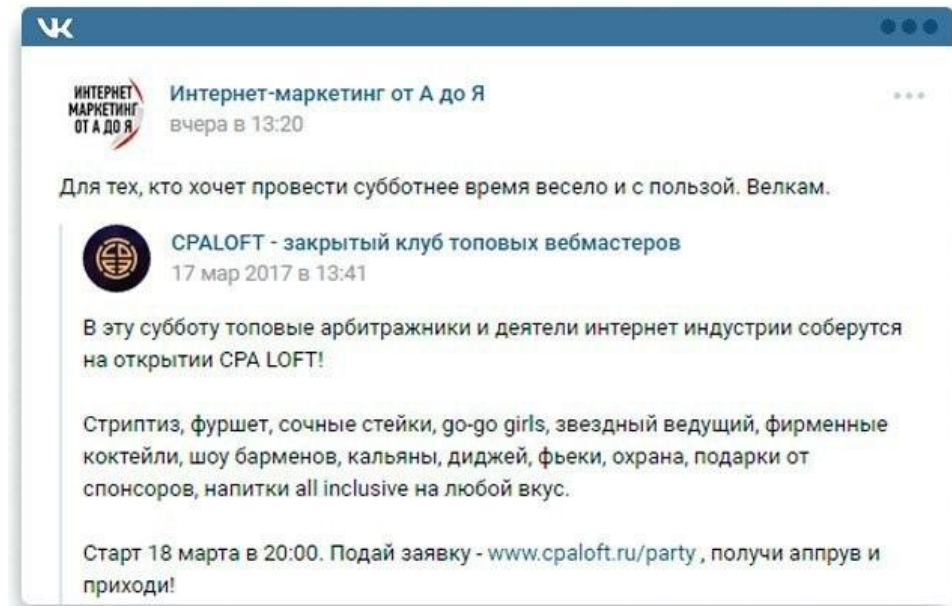 Интернет-маркетинг от А до Я
ИНТЕРНЕТ
МАРКЕТИНГ
ОТ А ДО Я
вчера в 13:20
Для тех, кто хочет провести субботнее время весело и с пользой. Велкам.
CPALOFT - закрытый клуб топовых вебмастеров
17 мар 2017 в 13:41
В эту субботу топовые арбитражники и деятели интернет индустрии соберутся
на открытии CPA LOFT!
Стриптиз, фуршет, сочные стейки, go-go girls, звездный ведущий, фирменные
коктейли, шоу барменов, кальяны, диджей, фьеки, охрана, подарки от
спонсоров, напитки all inclusive на любой вкус.
Старт 18 марта в 20:00. Подай заявку - www.cpaloft.ru/party , получи аппрув и
приходи!